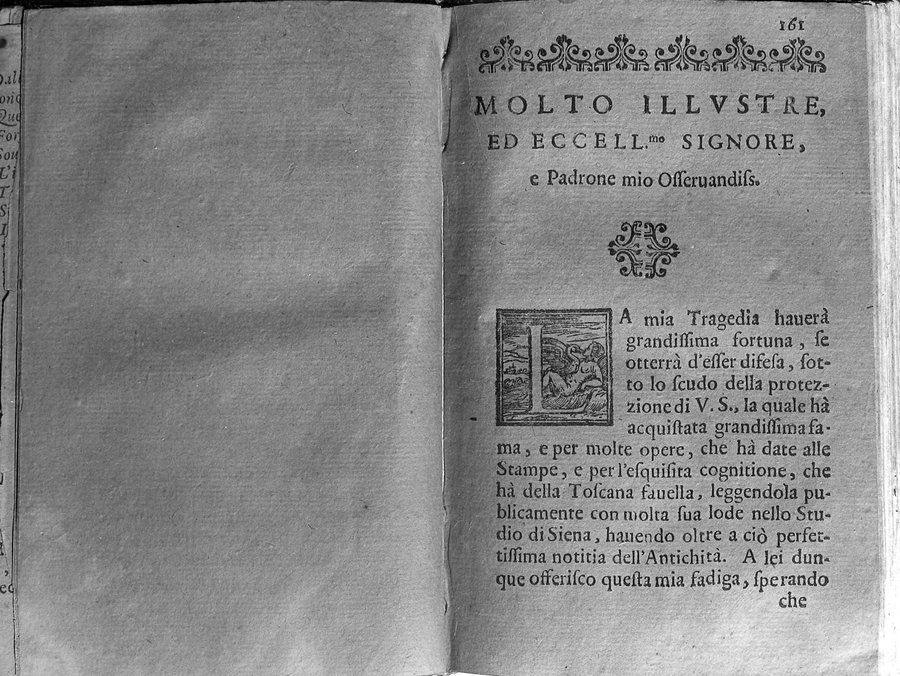 161
MOLTO ILLVSTRE,
ED ECCELL.mo SIGNORE,
e Padrone mio Oſſeruandiſs.
LA mia Tragedia hauerà
grandiſſima fortuna, ſe
otterrà d'eſſer difeſa, ſot-
to lo ſcudo della protez-
zione di V. S., la quale hà
acquiſtata grandiſſima fa-
ma, e per molte opere, che hà date alle
Stampe, e per l'eſquiſita cognitione, che
hà della Toſcana fauella, leggendola pu-
blicamente con molta ſua lode nello Stu-
dio di Siena, hauendo oltre a ciò perfet-
tiſſima notitia dell'Antichità. A lei dun-
que offeriſco queſta mia fadiga, ſperando
che